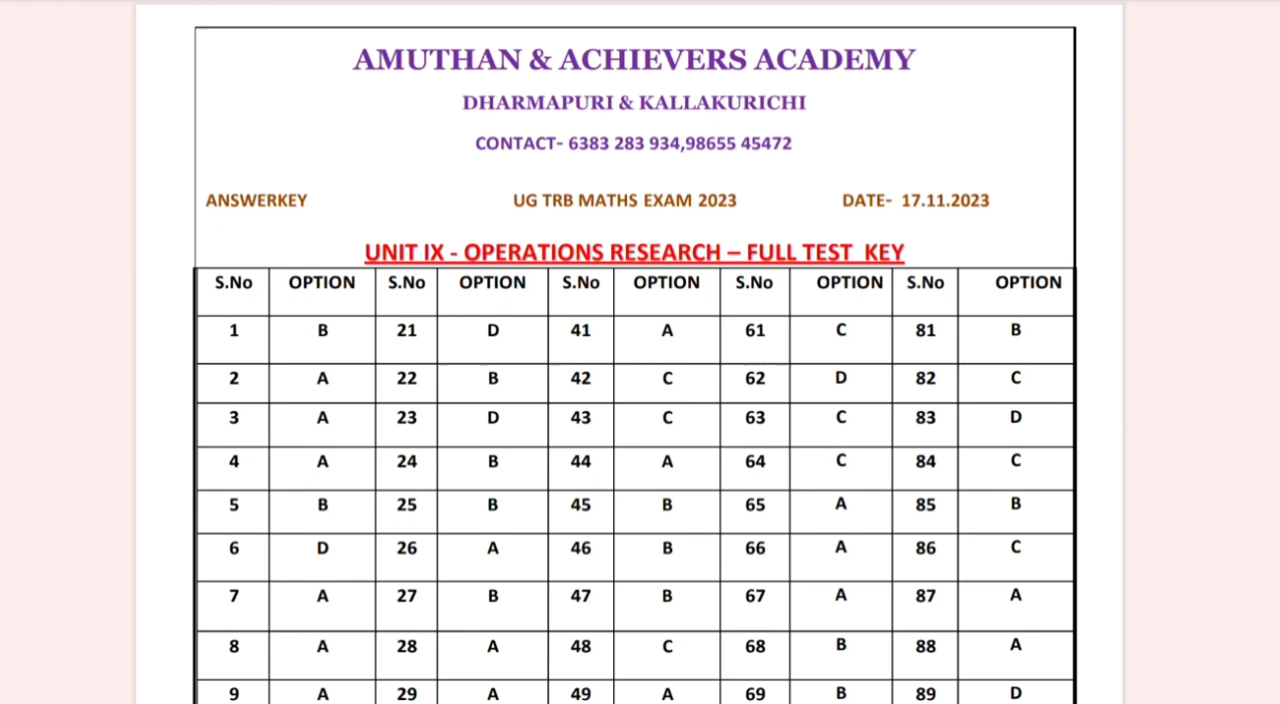 AMUTHAN & ACHIEVERS ACADEMY
DHARMAPURI & KALLAKURICHI
CONTACT- 6383 283 934,98655 45472
ANSWERKEY UG TRB MATHS EXAM 2023 DATE- 17.11.2023
UNIT IX - OPERATIONS RESEARCH – FULL TEST KEY
S.No OPTION S.No OPTION S.No OPTION S.No OPTION S.No OPTION
1 B 21 D 41 A 61 C 81 B
2 A 22 B 42 C 62 D 82 C
3 A 23 D 43 C 63 C 83 D
4 A 24 B 44 A 64 C 84 C
5 B 25 B 45 B 65 A 85 B
6 D 26 A 46 B 66 A 86 C
7 A 27 B 47 B 67 A 87 A
8 A 28 A 48 C 68 B 88 A
9 A 29 A 49 A 69 B 89 D